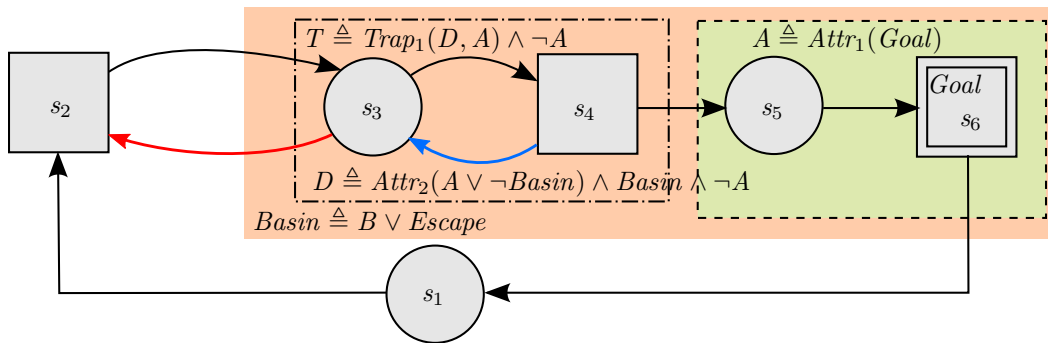 T ≜ Trap₁(D, A) ∧ ¬A
A ≜ Attr₁(Goal)
s₂
s₃
s₄
s₅
Goal
s₆
D ≜ Attr₂(A ∨ ¬Basin) ∧ Basin ∧ ¬A
Basin ≜ B ∨ Escape
s₁